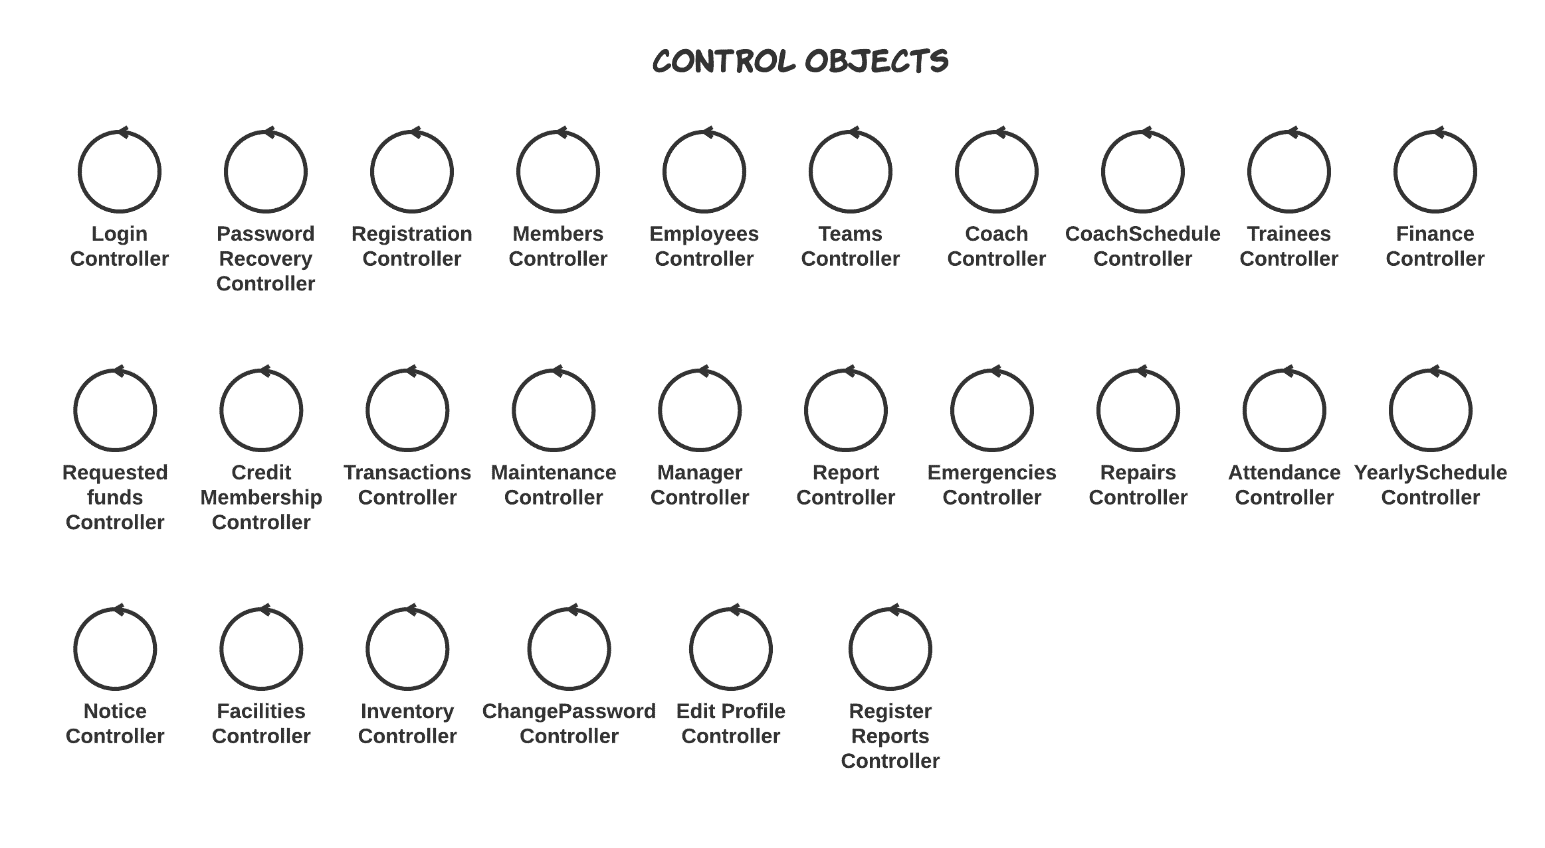 CONTROL OBJECTS
Login
Controller
Password
Recovery
Controller
Registration
Controller
Members
Controller
Employees
Controller
Teams
Controller
Coach
Controller
CoachSchedule
Controller
Trainees
Controller
Finance
Controller
Requested
funds
Controller
Credit
Membership
Controller
Transactions
Controller
Maintenance
Controller
Manager
Controller
Report
Controller
Emergencies
Controller
Repairs
Controller
Attendance
Controller
YearlySchedule
Controller
Notice
Controller
Facilities
Controller
Inventory
Controller
ChangePassword
Controller
Edit Profile
Controller
Register
Reports
Controller